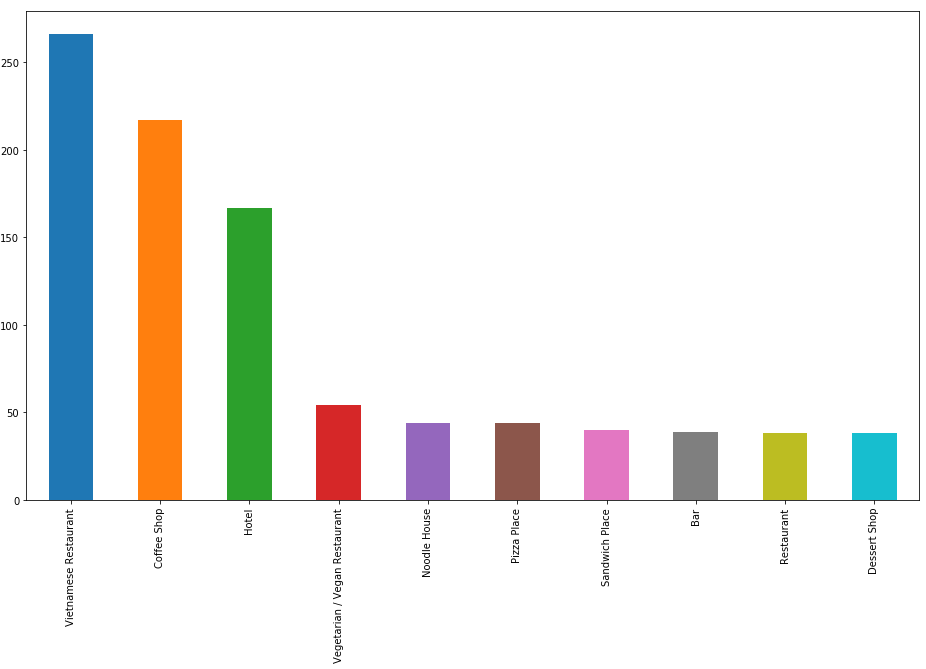 250
200
150
100
50
0
Vietnamese Restaurant
Coffee Shop
Hotel
Vegetarian / Vegan Restaurant
Noodle House
Pizza Place
Sandwich Place
Bar
Restaurant
Dessert Shop